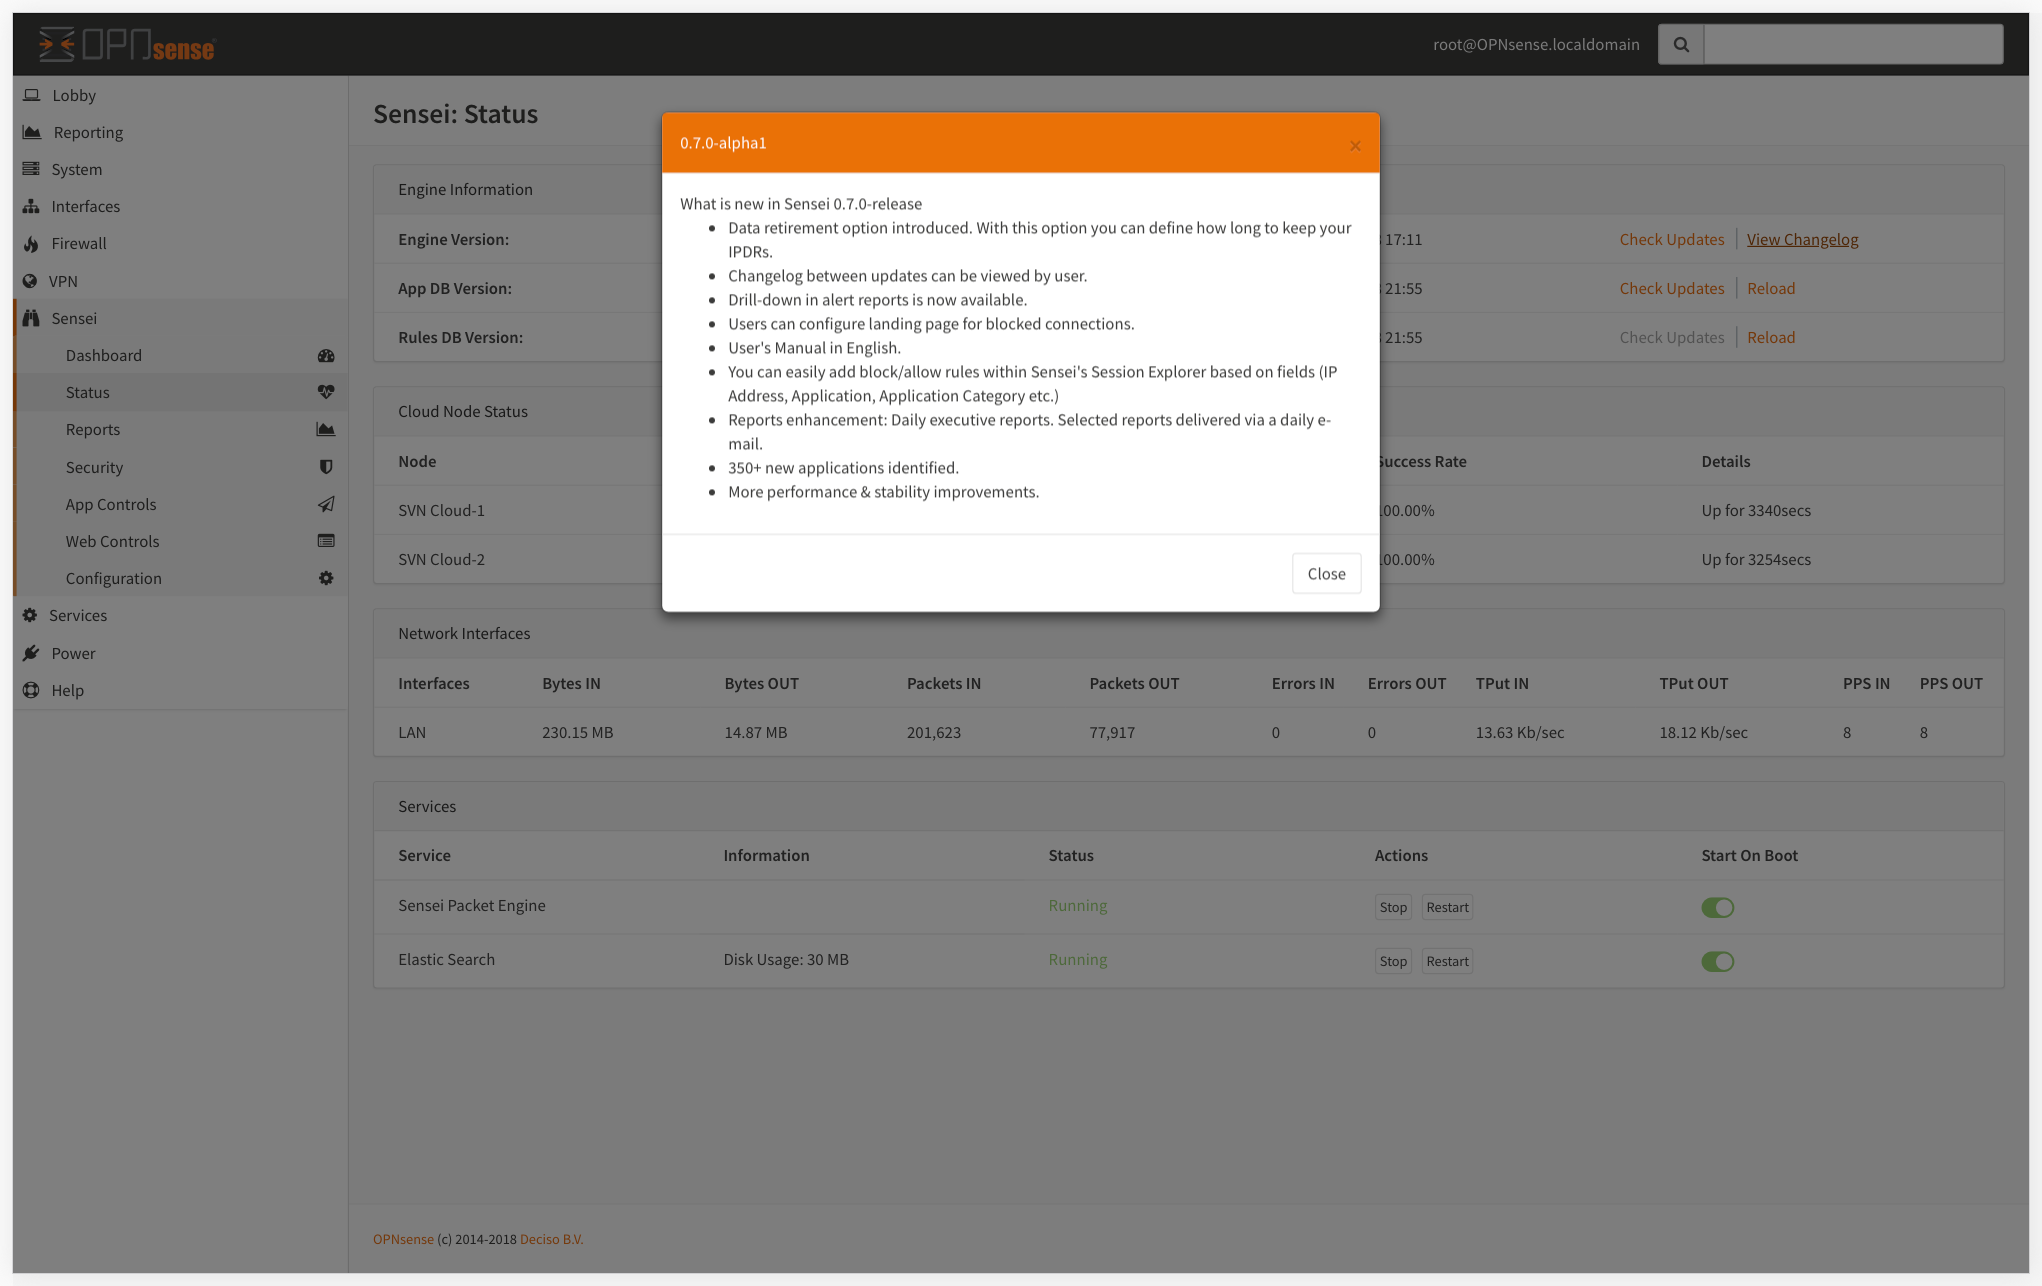 OPNsense
root@OPNsense.localdomain
Lobby
Reporting
System
Interfaces
Firewall
VPN
Sensei
Dashboard
Status
Reports
Security
App Controls
Web Controls
Configuration
Services
Power
Help
Sensei: Status
0.7.0-alpha1
×
What is new in Sensei 0.7.0-release
• Data retirement option introduced. With this option you can define how long to keep your
IPDRs.
• Changelog between updates can be viewed by user.
• Drill-down in alert reports is now available.
• Users can configure landing page for blocked connections.
• User's Manual in English.
• You can easily add block/allow rules within Sensei's Session Explorer based on fields (IP
Address, Application, Application Category etc.)
• Reports enhancement: Daily executive reports. Selected reports delivered via a daily e-
mail.
• 350+ new applications identified.
• More performance & stability improvements.
Close
Engine Information
Engine Version: 17:11 Check Updates | View Changelog
App DB Version: 21:55 Check Updates | Reload
Rules DB Version: 21:55 Check Updates | Reload
Cloud Node Status
Node Success Rate Details
SVN Cloud-1 00.00% Up for 3340secs
SVN Cloud-2 00.00% Up for 3254secs
Network Interfaces
Interfaces Bytes IN Bytes OUT Packets IN Packets OUT Errors IN Errors OUT TPut IN TPut OUT PPS IN PPS OUT
LAN 230.15 MB 14.87 MB 201,623 77,917 0 0 13.63 Kb/sec 18.12 Kb/sec 8 8
Services
Service Information Status Actions Start On Boot
Sensei Packet Engine Running Stop Restart
Elastic Search Disk Usage: 30 MB Running Stop Restart
OPNsense (c) 2014-2018 Deciso B.V.